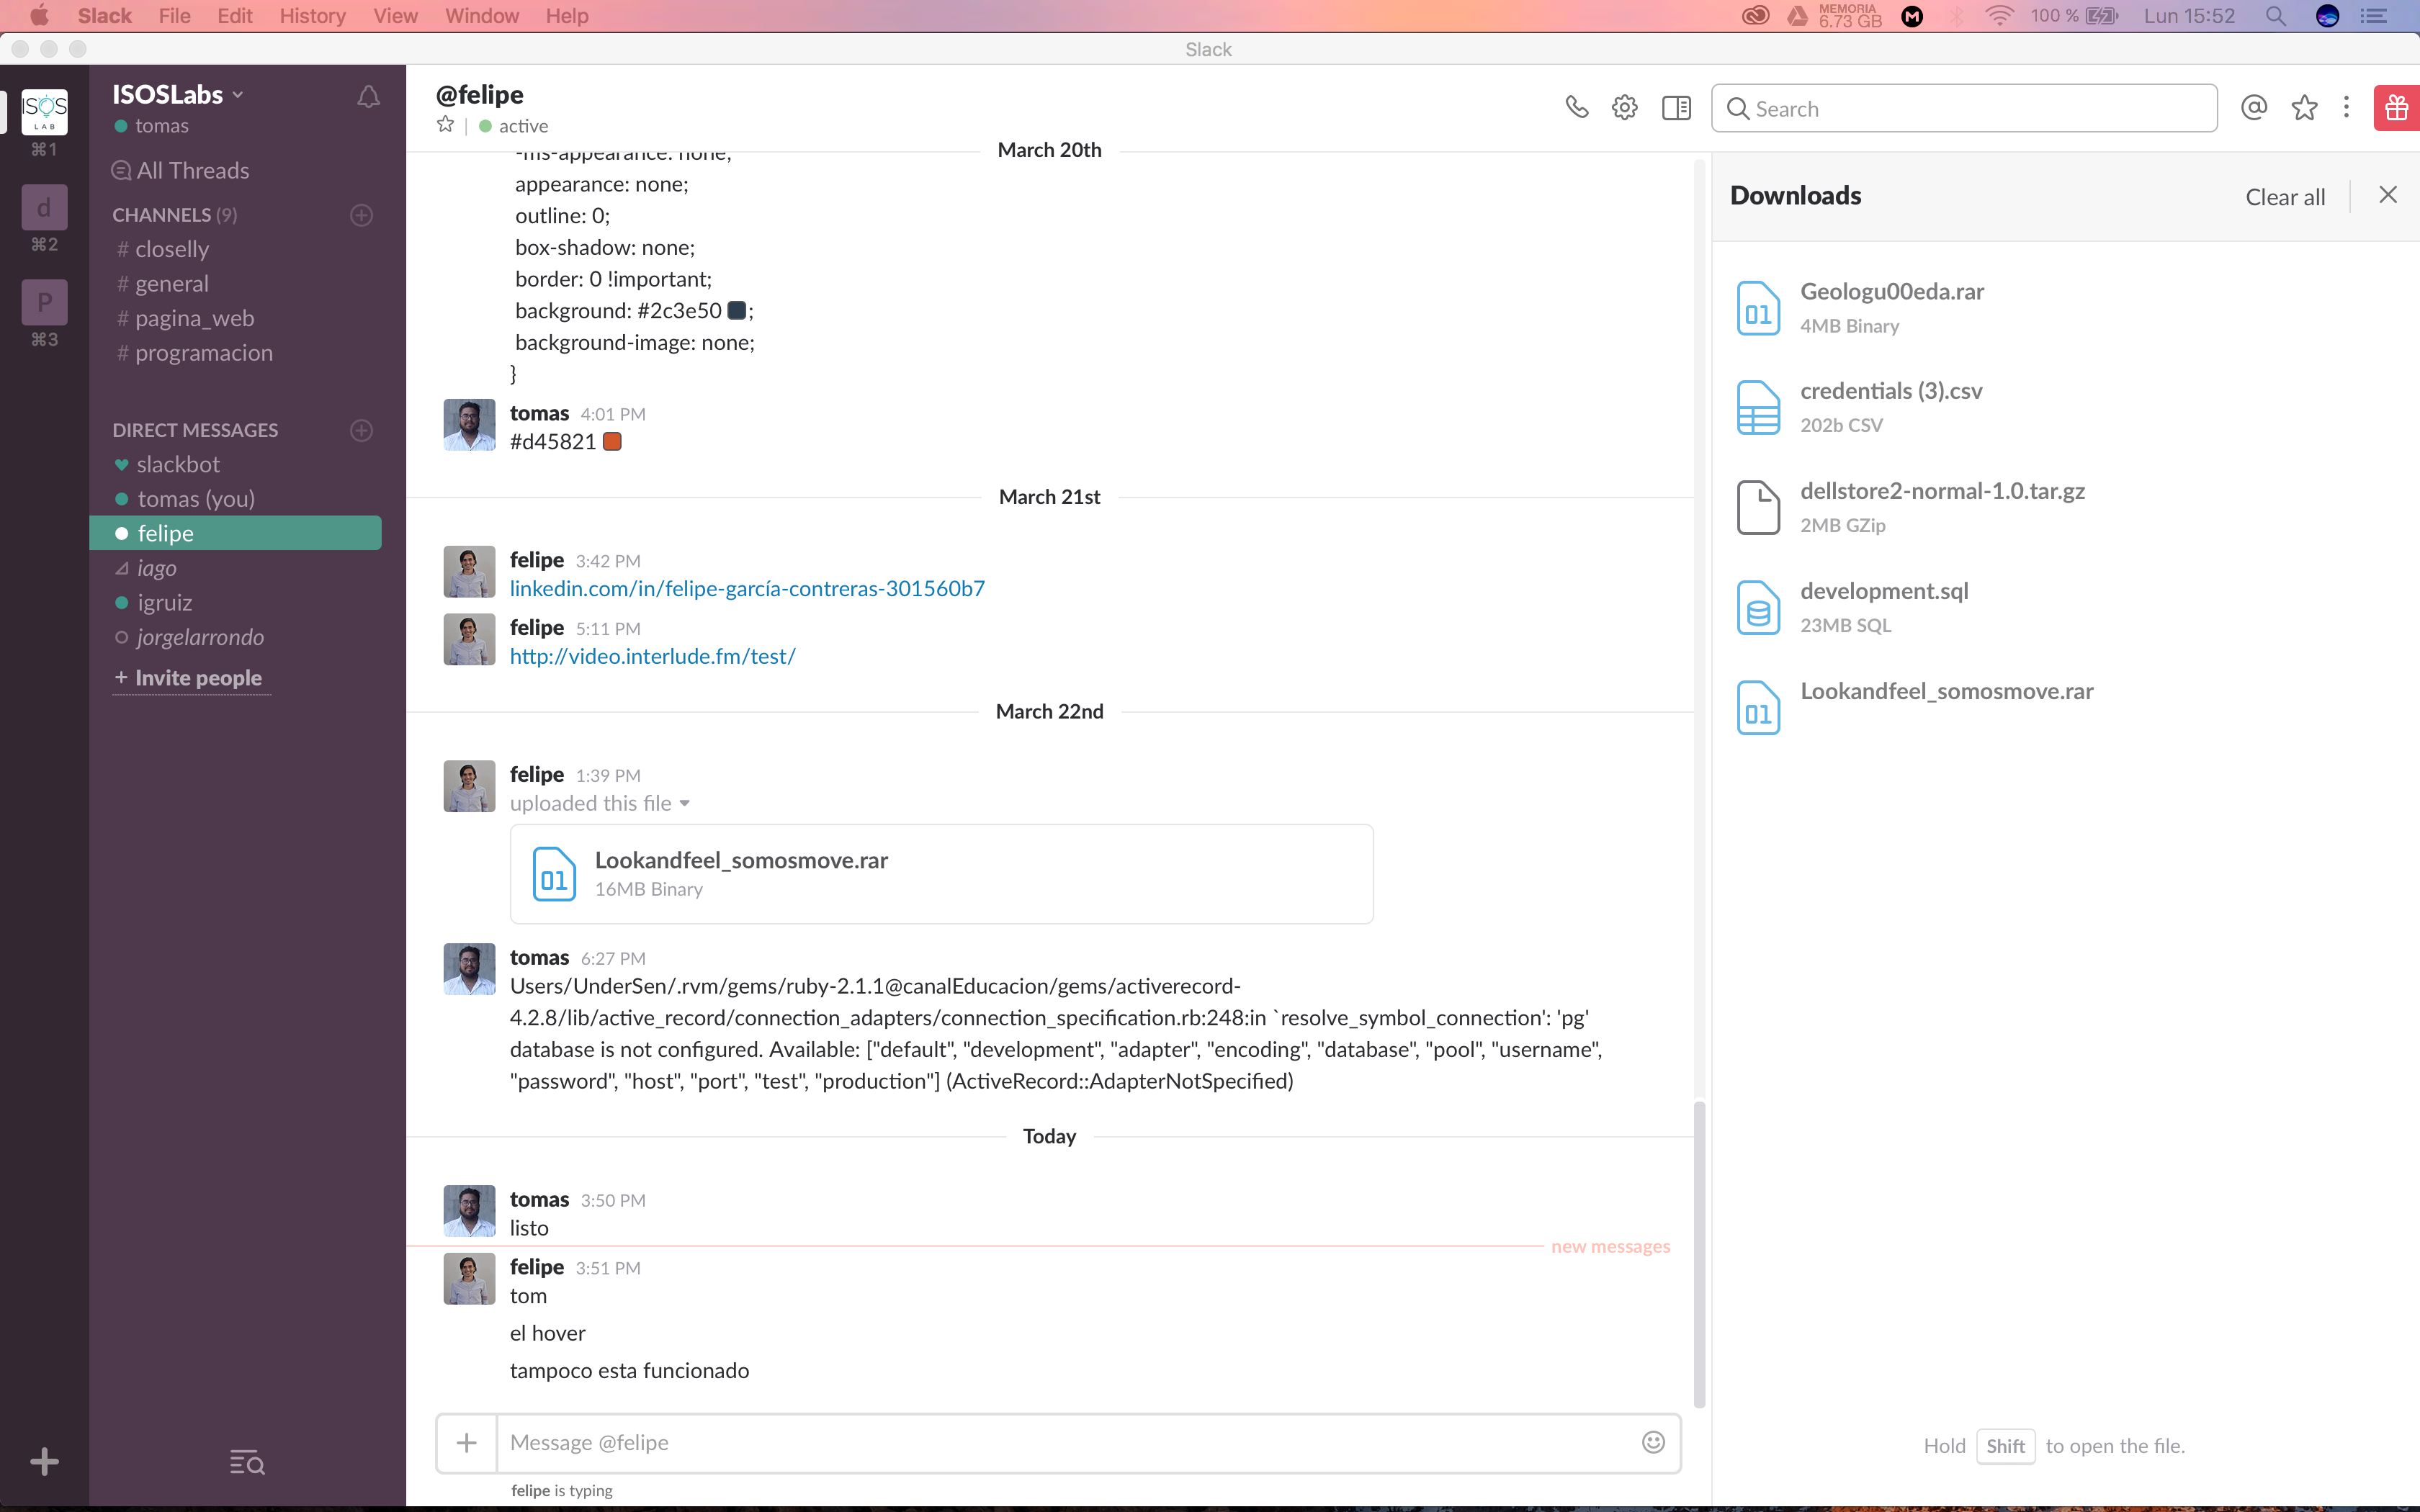 Slack File Edit History View Window Help
MEMORIA
6.73 GB
100 % Lun 15:52
Slack
ISOS
LAB
⌘1
d
⌘2
P
⌘3
ISOSLabs
tomas
All Threads
CHANNELS (9)
# closelly
# general
# pagina_web
# programacion
DIRECT MESSAGES
slackbot
tomas (you)
felipe
iago
igruiz
jorgelarrondo
+ Invite people
@felipe
active
Search
March 20th
-ms-appearance: none;
appearance: none;
outline: 0;
box-shadow: none;
border: 0 !important;
background: #2c3e50 ;
background-image: none;
}
tomas 4:01 PM
#d45821
March 21st
felipe 3:42 PM
linkedin.com/in/felipe-garcía-contreras-301560b7
felipe 5:11 PM
http://video.interlude.fm/test/
March 22nd
felipe 1:39 PM
uploaded this file
01
Lookandfeel_somosmove.rar
16MB Binary
tomas 6:27 PM
Users/UnderSen/.rvm/gems/ruby-2.1.1@canalEducacion/gems/activerecord-
4.2.8/lib/active_record/connection_adapters/connection_specification.rb:248:in `resolve_symbol_connection': 'pg'
database is not configured. Available: ["default", "development", "adapter", "encoding", "database", "pool", "username",
"password", "host", "port", "test", "production"] (ActiveRecord::AdapterNotSpecified)
Today
tomas 3:50 PM
listo
new messages
felipe 3:51 PM
tom
el hover
tampoco esta funcionado
Message @felipe
felipe is typing
Downloads
Clear all
01
Geologu00eda.rar
4MB Binary
credentials (3).csv
202b CSV
dellstore2-normal-1.0.tar.gz
2MB GZip
development.sql
23MB SQL
01
Lookandfeel_somosmove.rar
Hold Shift to open the file.